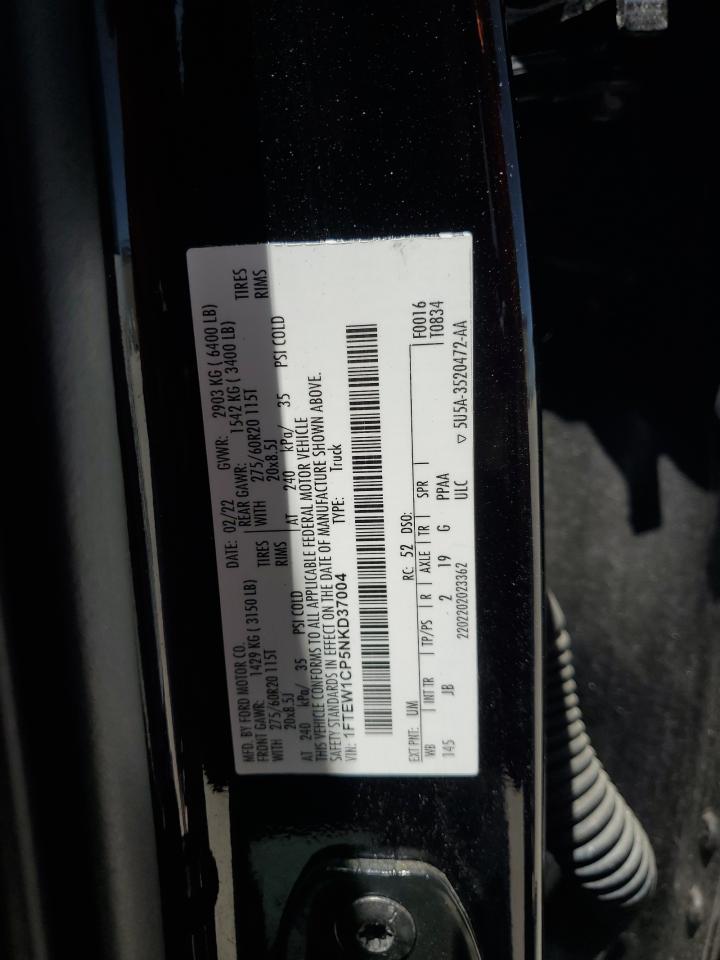 MFD. BY FORD MOTOR CO. DATE: 02/22 GVWR: 2903 KG ( 6400 LB)
FRONT GAWR: 1429 KG ( 3150 LB) REAR GAWR: 1542 KG ( 3400 LB)
WITH 275/60R20 115T TIRES WITH 275/60R20 115T TIRES
20x8.5J RIMS 20x8.5J RIMS
AT 240 kPa/ 35 PSI COLD AT 240 kPa/ 35 PSI COLD
THIS VEHICLE CONFORMS TO ALL APPLICABLE FEDERAL MOTOR VEHICLE
SAFETY STANDARDS IN EFFECT ON THE DATE OF MANUFACTURE SHOWN ABOVE.
VIN: 1FTEW1CP5NKD37004 TYPE: Truck
EXT PNT: UM RC: 52 DSO: F0016
WB INT TR TP/PS R AXLE TR SPR T0834
145 JB 2 19 G PPAA
2202202023362 ULC ▽ 5U5A-3520472-AA